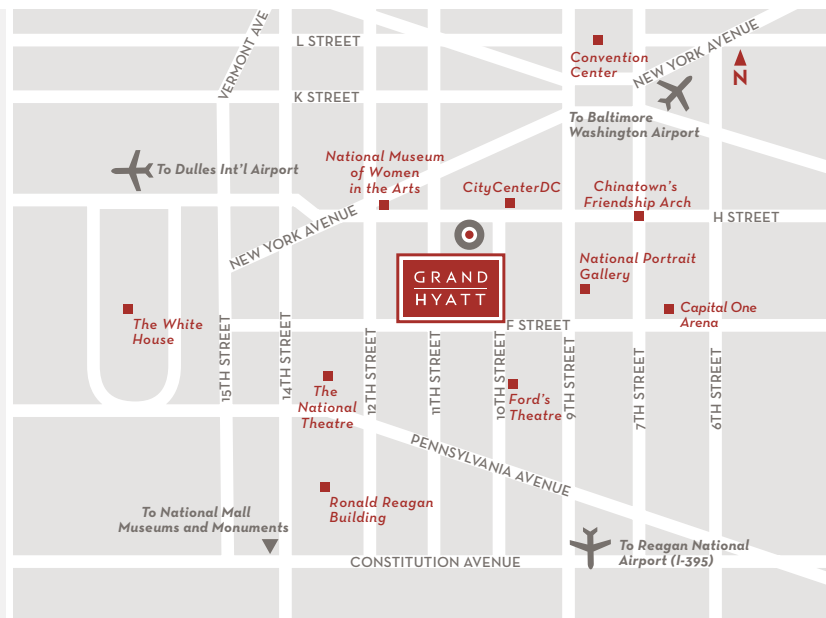 VERMONT AVE
L STREET
Convention
Center
NEW YORK AVENUE
N
K STREET
To Baltimore
Washington Airport
To Dulles Int'l Airport
National Museum
of Women
in the Arts
CityCenterDC
Chinatown's
Friendship Arch
H STREET
NEW YORK AVENUE
National Portrait
Gallery
GRAND
HYATT
The White
House
Capital One
Arena
F STREET
15TH STREET
14TH STREET
12TH STREET
11TH STREET
10TH STREET
9TH STREET
7TH STREET
6TH STREET
The
National
Theatre
Ford's
Theatre
PENNSYLVANIA AVENUE
Ronald Reagan
Building
To National Mall
Museums and Monuments
CONSTITUTION AVENUE
To Reagan National
Airport (I-395)